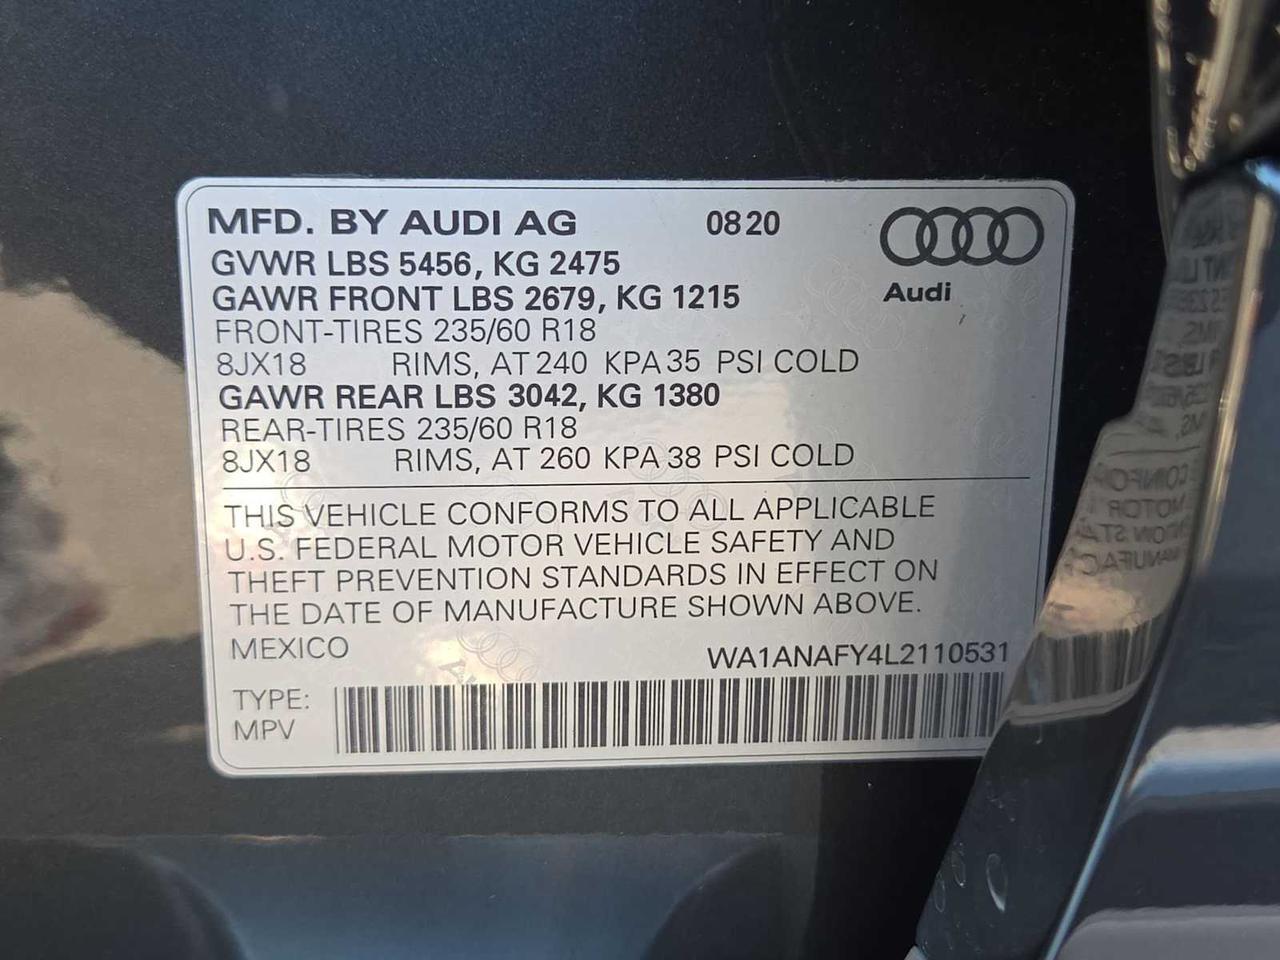 MFD. BY AUDI AG 0820
GVWR LBS 5456, KG 2475
GAWR FRONT LBS 2679, KG 1215
Audi
FRONT-TIRES 235/60 R18
8JX18 RIMS, AT 240 KPA 35 PSI COLD
GAWR REAR LBS 3042, KG 1380
REAR-TIRES 235/60 R18
8JX18 RIMS, AT 260 KPA 38 PSI COLD
THIS VEHICLE CONFORMS TO ALL APPLICABLE
U.S. FEDERAL MOTOR VEHICLE SAFETY AND
THEFT PREVENTION STANDARDS IN EFFECT ON
THE DATE OF MANUFACTURE SHOWN ABOVE.
MEXICO WA1ANAFY4L2110531
TYPE:
MPV